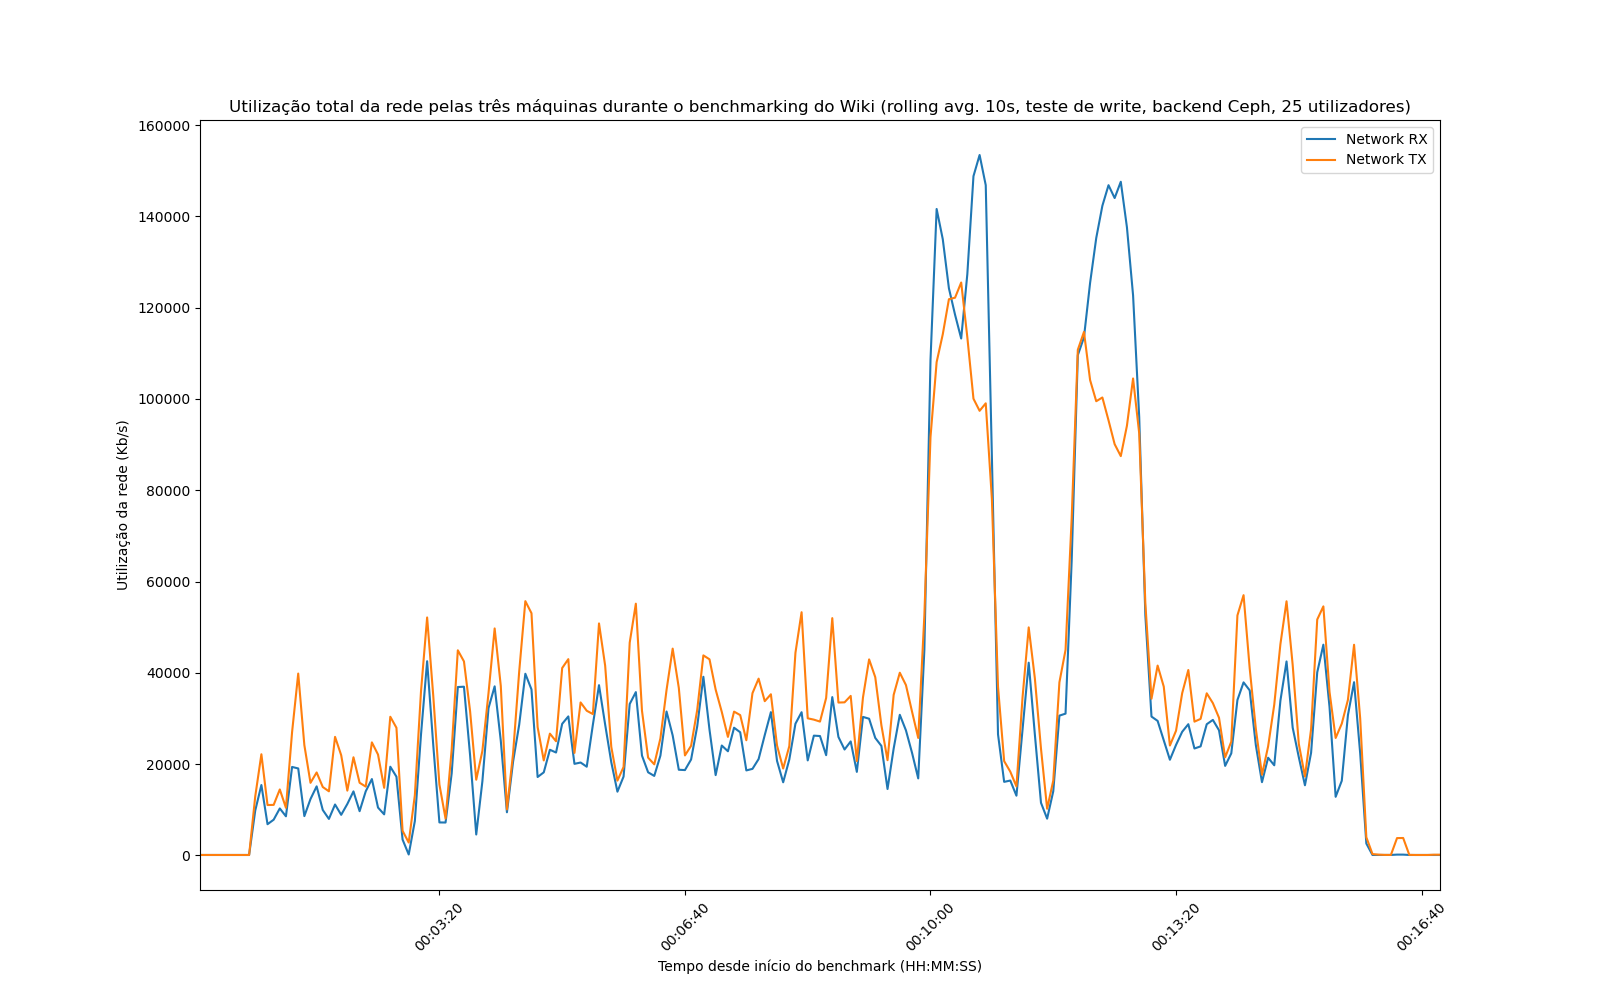 Utilização total da rede pelas três máquinas durante o benchmarking do Wiki (rolling avg. 10s, teste de write, backend Ceph, 25 utilizadores)
160000
140000
120000
100000
80000
60000
40000
20000
0
Utilização da rede (Kb/s)
Network RX
Network TX
00:03:20
00:06:40
00:10:00
00:13:20
00:16:40
Tempo desde início do benchmark (HH:MM:SS)